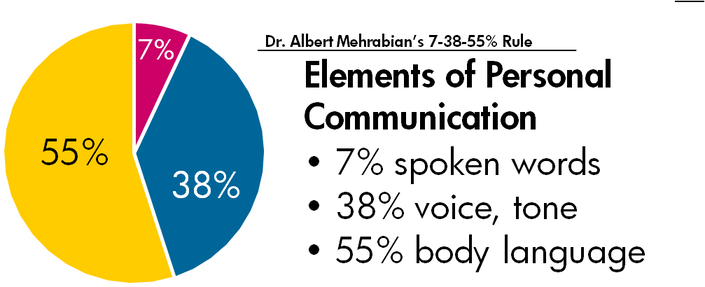 7%
55%
38%
Dr. Albert Mehrabian's 7-38-55% Rule
Elements of Personal
Communication
• 7% spoken words
• 38% voice, tone
• 55% body language